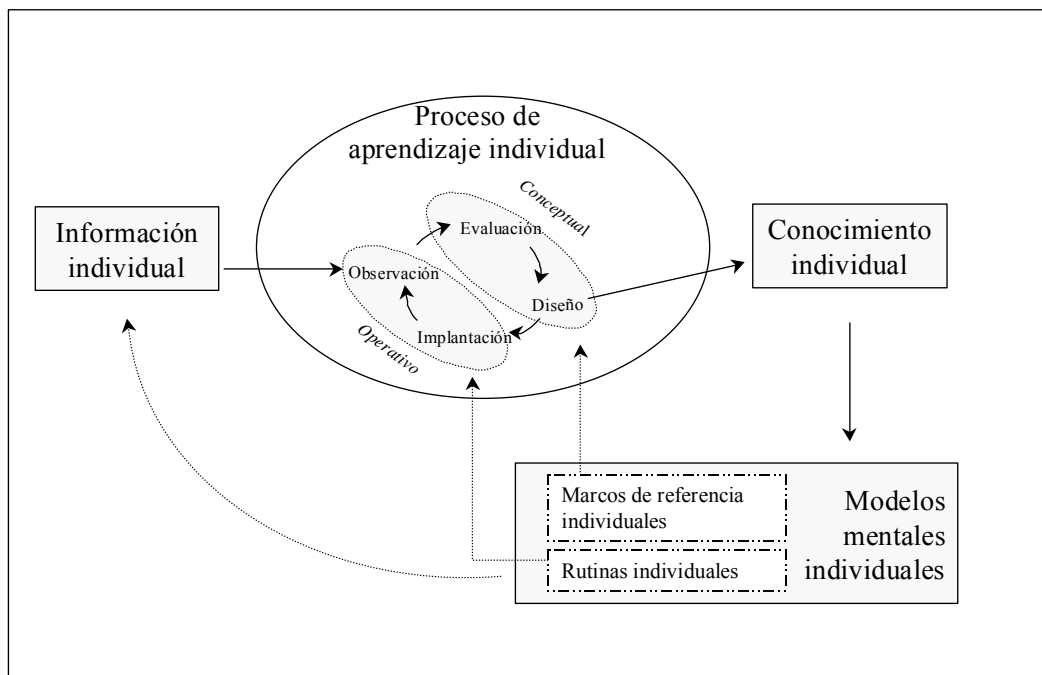 Proceso de
aprendizaje individual
Información
individual
Conceptual
Evaluación
Observación
Diseño
Implantación
Operativo
Conocimiento
individual
Marcos de referencia
individuales
Rutinas individuales
Modelos
mentales
individuales